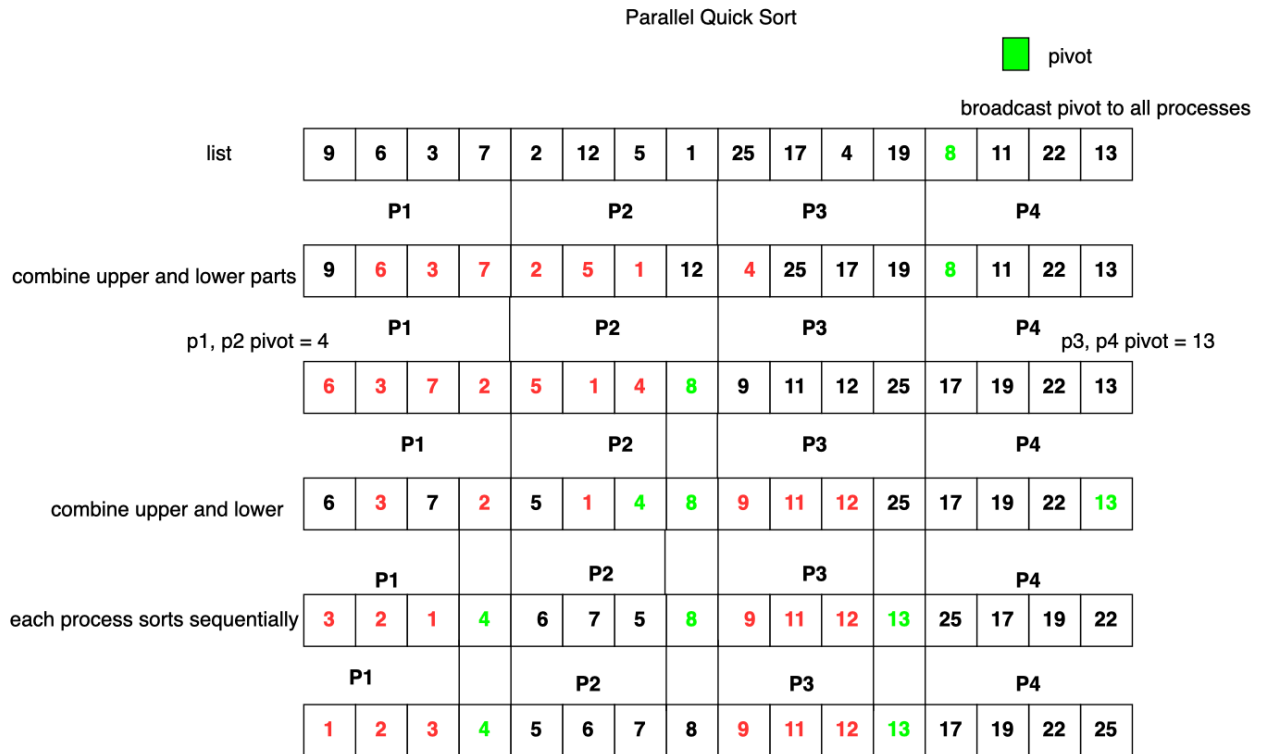 Parallel Quick Sort
pivot
broadcast pivot to all processes
list 9 6 3 7 2 12 5 1 25 17 4 19 8 11 22 13
P1 P2 P3 P4
combine upper and lower parts 9 6 3 7 2 5 1 12 4 25 17 19 8 11 22 13
P1 P2 P3 P4
p1, p2 pivot = 4 p3, p4 pivot = 13
6 3 7 2 5 1 4 8 9 11 12 25 17 19 22 13
P1 P2 P3 P4
combine upper and lower 6 3 7 2 5 1 4 8 9 11 12 25 17 19 22 13
P1 P2 P3 P4
each process sorts sequentially 3 2 1 4 6 7 5 8 9 11 12 13 25 17 19 22
P1 P2 P3 P4
1 2 3 4 5 6 7 8 9 11 12 13 17 19 22 25